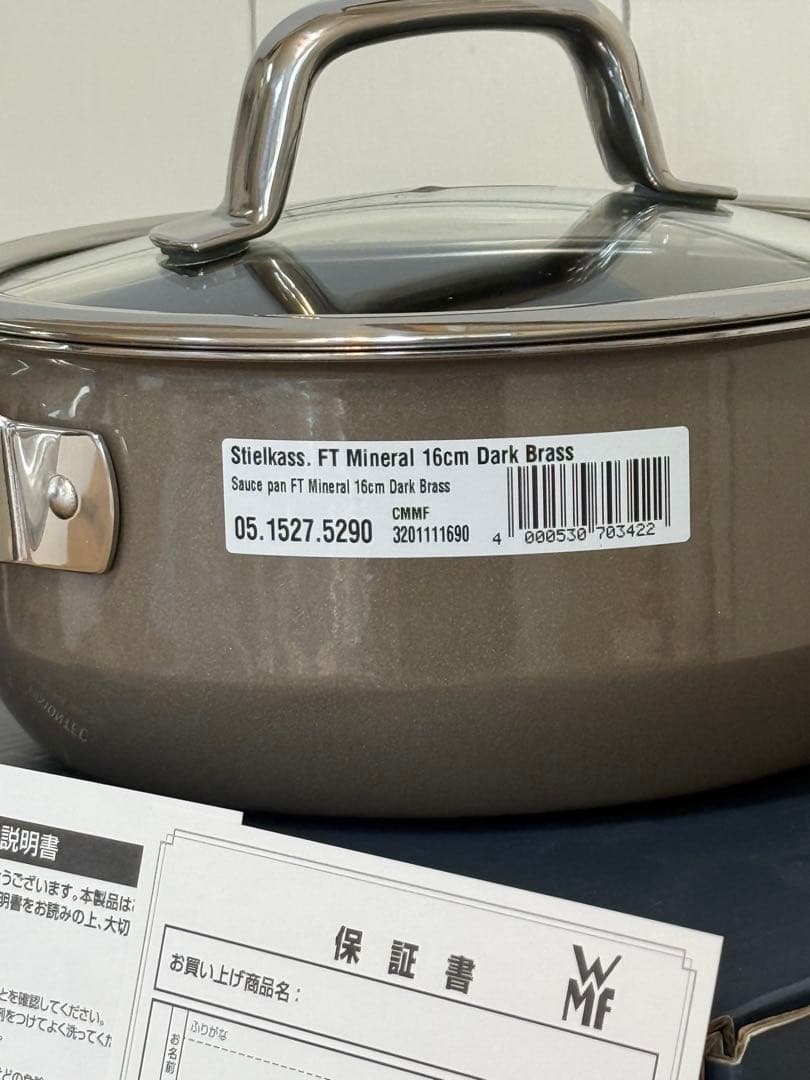 Stielkass. FT Mineral 16cm Dark Brass
Sauce pan FT Mineral 16cm Dark Brass
CMMF
05.1527.5290 3201111690 4 000530 703422
説明書
うございます。本製品は
明書をお読みの上、大切
とを確認してください。
をつけてよく洗ってくだ
保証書
WMF
お買い上げ商品名:
ふりがな
お名前